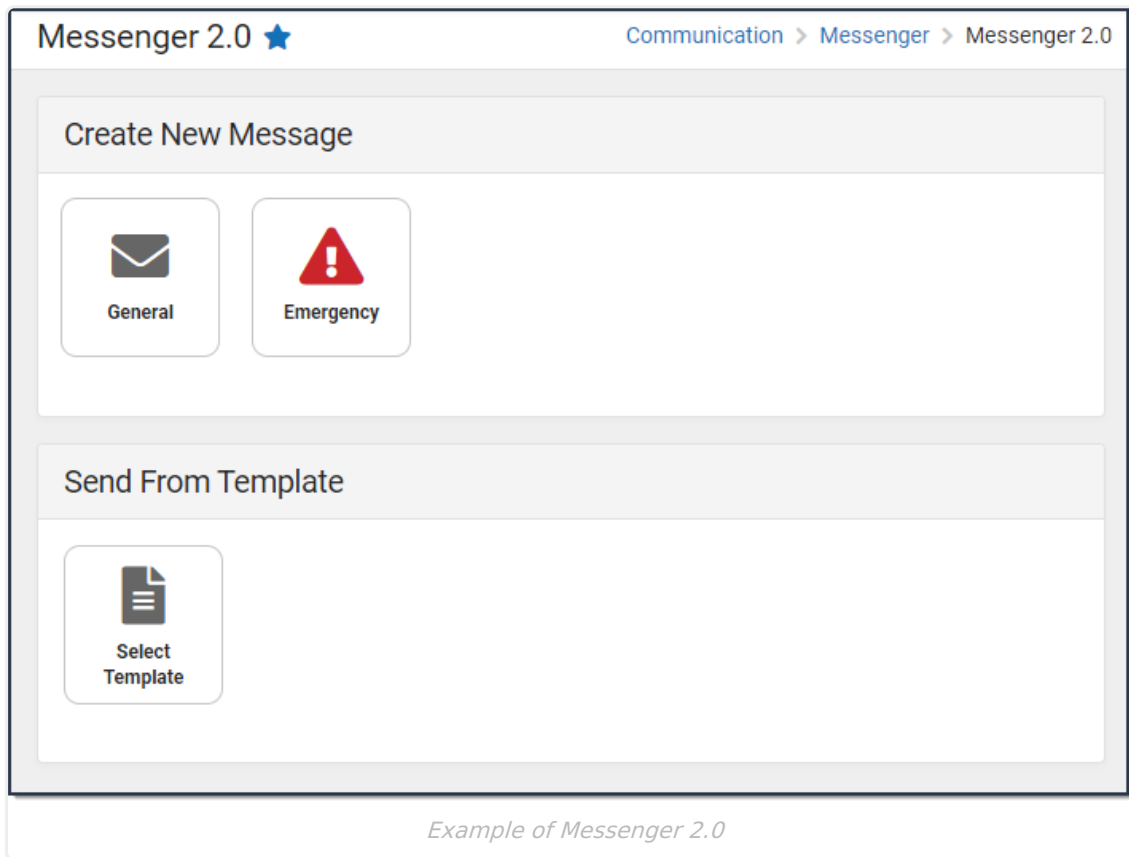 Messenger 2.0
Communication > Messenger > Messenger 2.0
Create New Message
General
Emergency
Send From Template
Select
Template
Example of Messenger 2.0